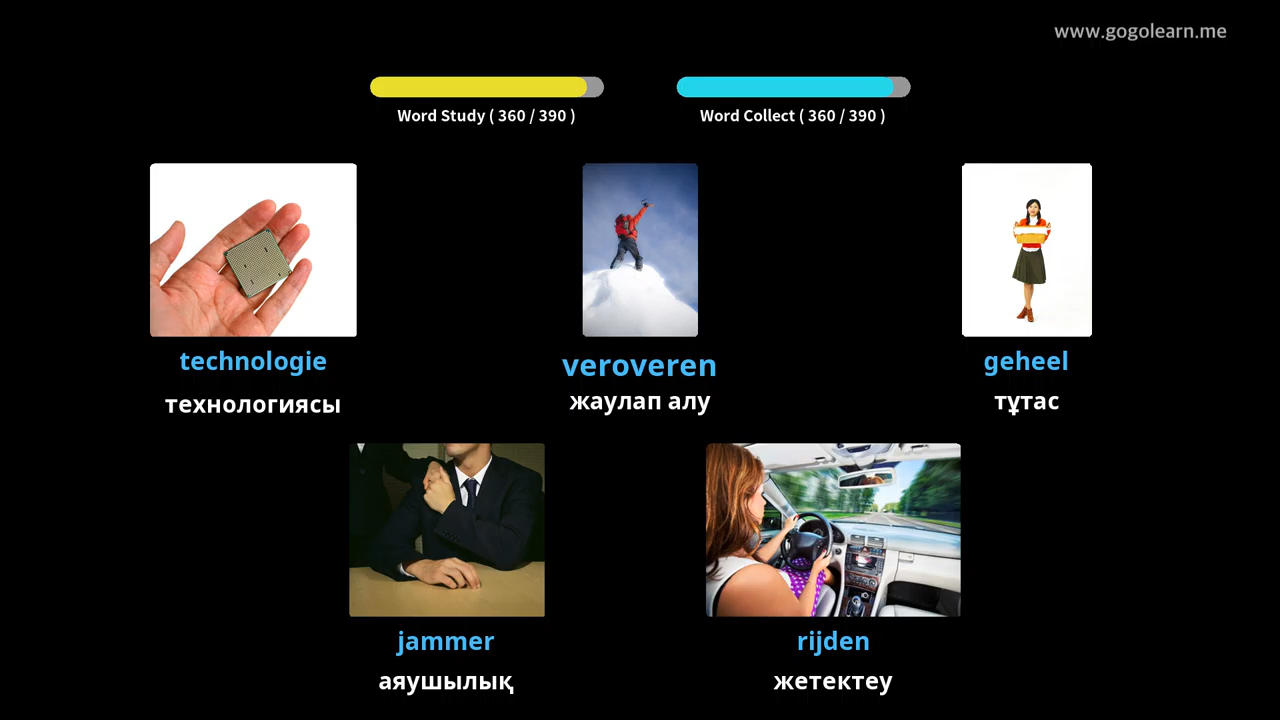 www.gogolearn.me
Word Study ( 360 / 390 )
Word Collect ( 360 / 390 )
technologie
технологиясы
veroveren
жаулап алу
geheel
тұтас
jammer
аяушылық
rijden
жетектеу